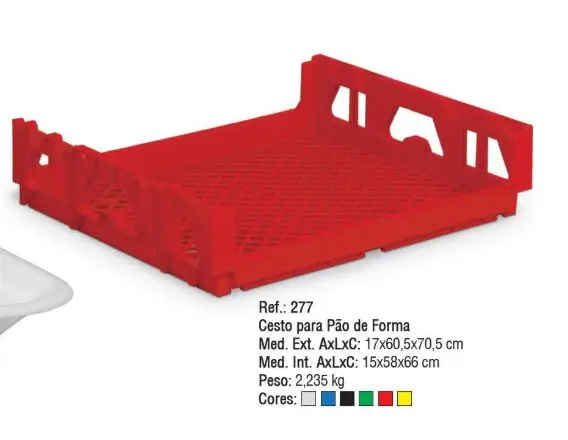 Ref.: 277
Cesto para Pão de Forma
Med. Ext. AxLxC: 17x60,5x70,5 cm
Med. Int. AxLxC: 15x58x66 cm
Peso: 2,235 kg
Cores: